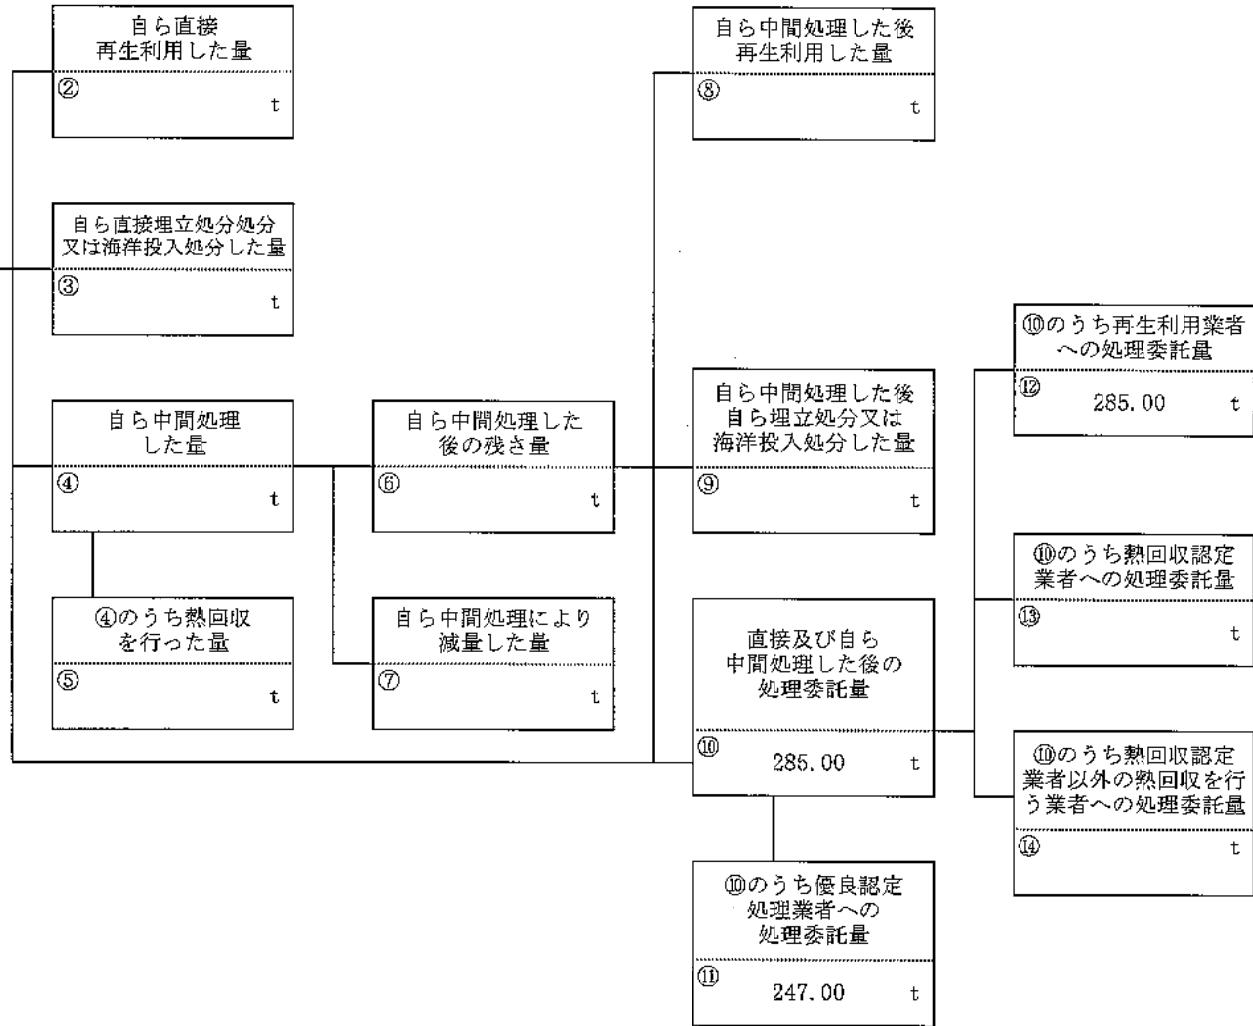 自ら直接
再生利用した量
②
t
自ら中間処理した後
再生利用した量
⑧
t
自ら直接埋立処分処分
又は海洋投入処分した量
③
t
⑩のうち再生利用業者
への処理委託量
⑫
285.00 t
自ら中間処理
した量
④
t
自ら中間処理した
後の残さ量
⑥
t
自ら中間処理した後
自ら埋立処分又は
海洋投入処分した量
⑨
t
⑩のうち熱回収認定
業者への処理委託量
⑬
t
④のうち熱回収
を行った量
⑤
t
自ら中間処理により
減量した量
⑦
t
直接及び自ら
中間処理した後の
処理委託量
⑩
285.00 t
⑩のうち熱回収認定
業者以外の熱回収を行
う業者への処理委託量
⑭
t
⑩のうち優良認定
処理業者への
処理委託量
⑪
247.00 t